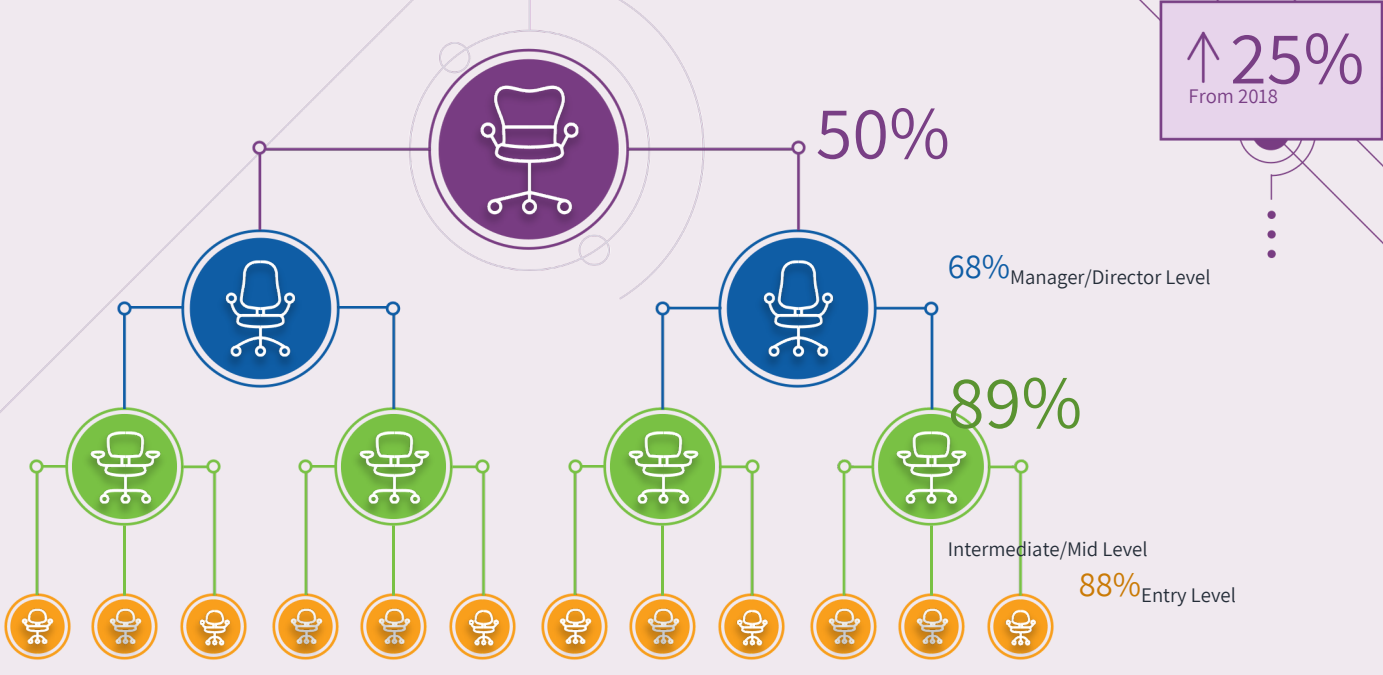 ↑25%
From 2018
50%
68% Manager/Director Level
89%
Intermediate/Mid Level
88% Entry Level